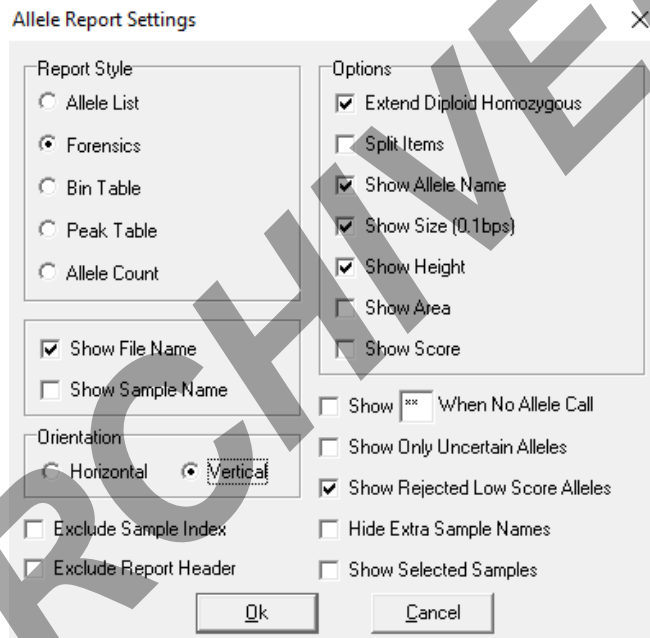 Allele Report Settings
Report Style
Allele List
Forensics
Bin Table
Peak Table
Allele Count
Show File Name
Show Sample Name
Orientation
Horizontal
Vertical
Exclude Sample Index
Exclude Report Header
Options
Extend Diploid Homozygous
Split Items
Show Allele Name
Show Size (0.1bps)
Show Height
Show Area
Show Score
Show ** When No Allele Call
Show Only Uncertain Alleles
Show Rejected Low Score Alleles
Hide Extra Sample Names
Show Selected Samples
Ok
Cancel
RCHIVE